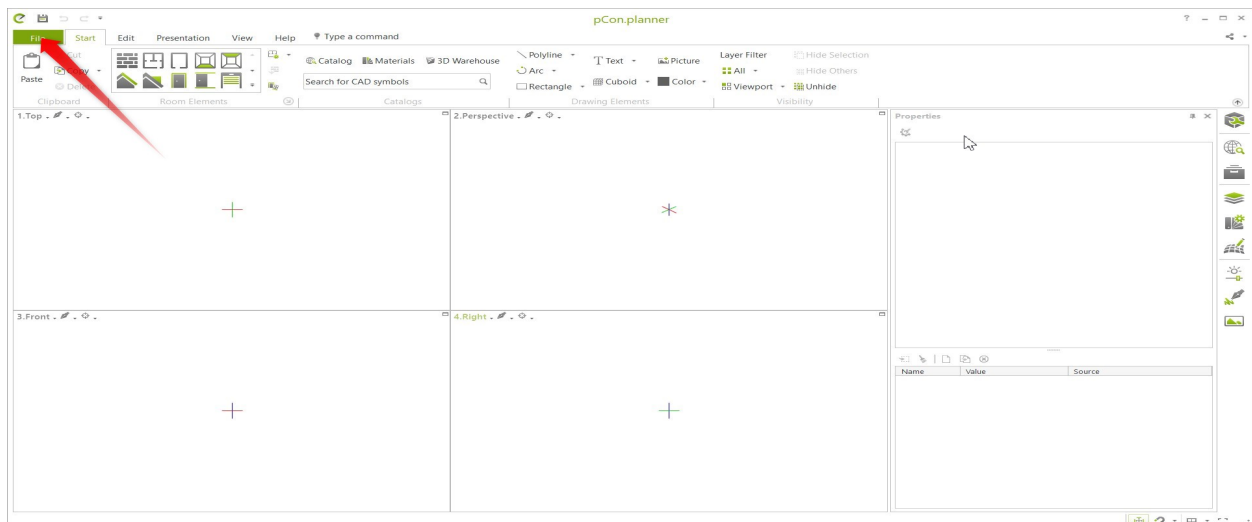 pCon.planner
?
File Start Edit Presentation View Help Type a command
Cut
Copy
Delete
Paste
Catalog Materials 3D Warehouse
Search for CAD symbols
Polyline Text Picture
Arc
Rectangle Cuboid Color
Layer Filter Hide Selection
All Hide Others
Viewport Unhide
Clipboard Room Elements Catalogs Drawing Elements Visibility
1.Top 2.Perspective Properties
3.Front 4.Right
Name Value Source